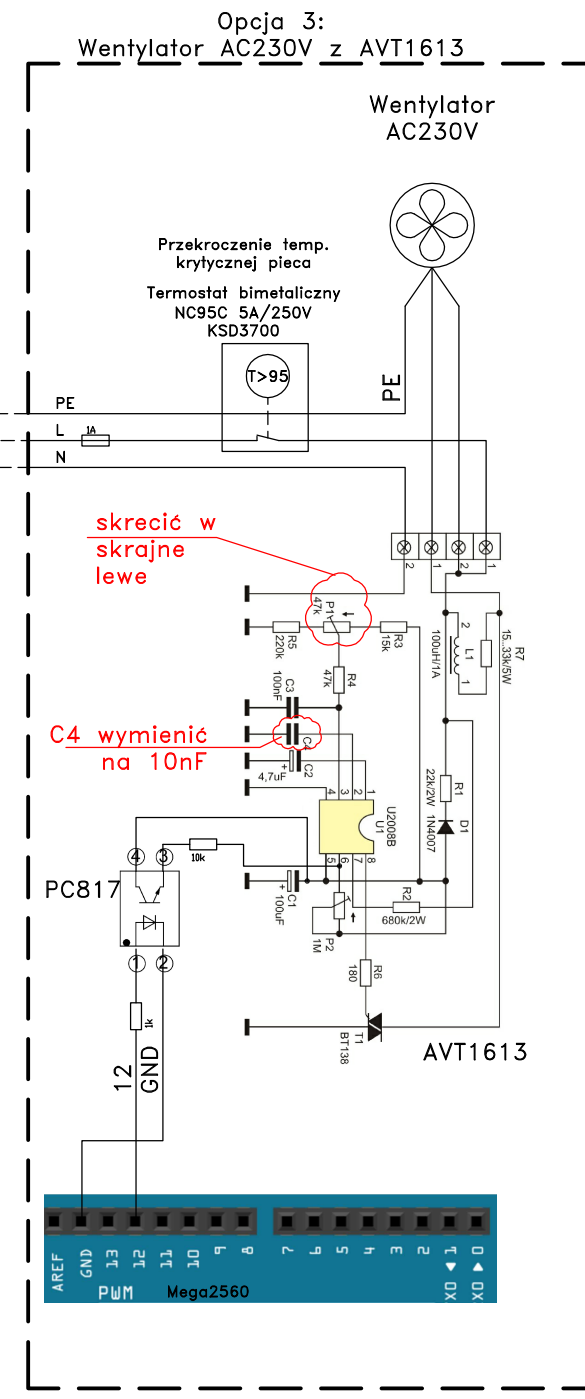 Opcja 3:
Wentylator AC230V z AVT1613
Wentylator
AC230V
Przekroczenie temp.
krytycznej pieca
Termostat bimetaliczny
NC95C 5A/250V
KSD3700
T>95
PE
PE
L
1A
N
skrecić w
skrajne
lewe
2
1
2
1
P1
47k
R5
220k
R3
15k
2
L1
1
100uH/1A
R7
15...33k/5W
R4
47k
C3
100nF
C4 wymienić
na 10nF
C4
C2
+
4,7uF
4
3
2
1
U2008B
U1
5
6
7
8
R1
22k/2W
D1
1N4007
4
3
10k
PC817
C1
+
100uF
R2
680k/2W
P2
1M
1
2
R6
180
1k
T1
BT138
AVT1613
12
GND
AREF
GND
13
12
11
10
9
8
7
6
5
4
3
2
1
0
PWM
Mega2560